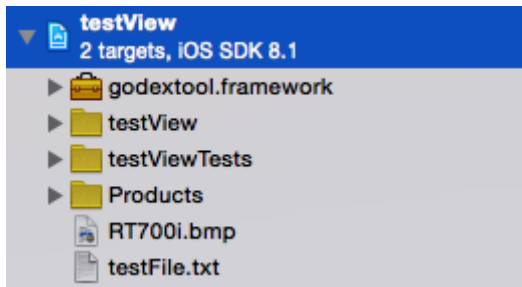 testView
2 targets, iOS SDK 8.1
godextool.framework
testView
testViewTests
Products
RT700i.bmp
testFile.txt